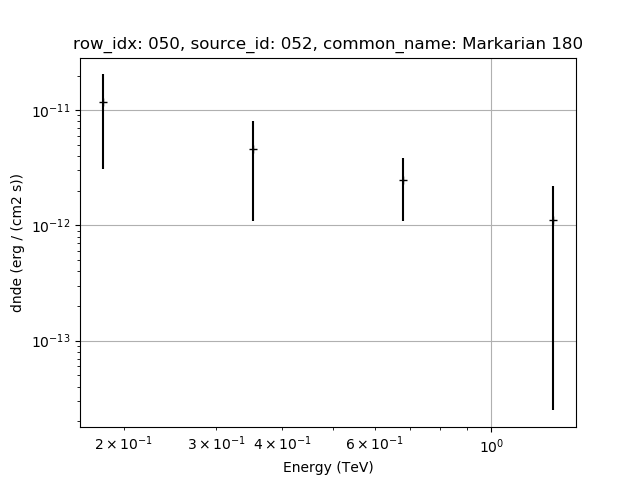 row_idx: 050, source_id: 052, common_name: Markarian 180
dnde (erg / (cm2 s))
10⁻¹¹
10⁻¹²
10⁻¹³
2 × 10⁻¹ 3 × 10⁻¹ 4 × 10⁻¹ 6 × 10⁻¹ 10⁰
Energy (TeV)